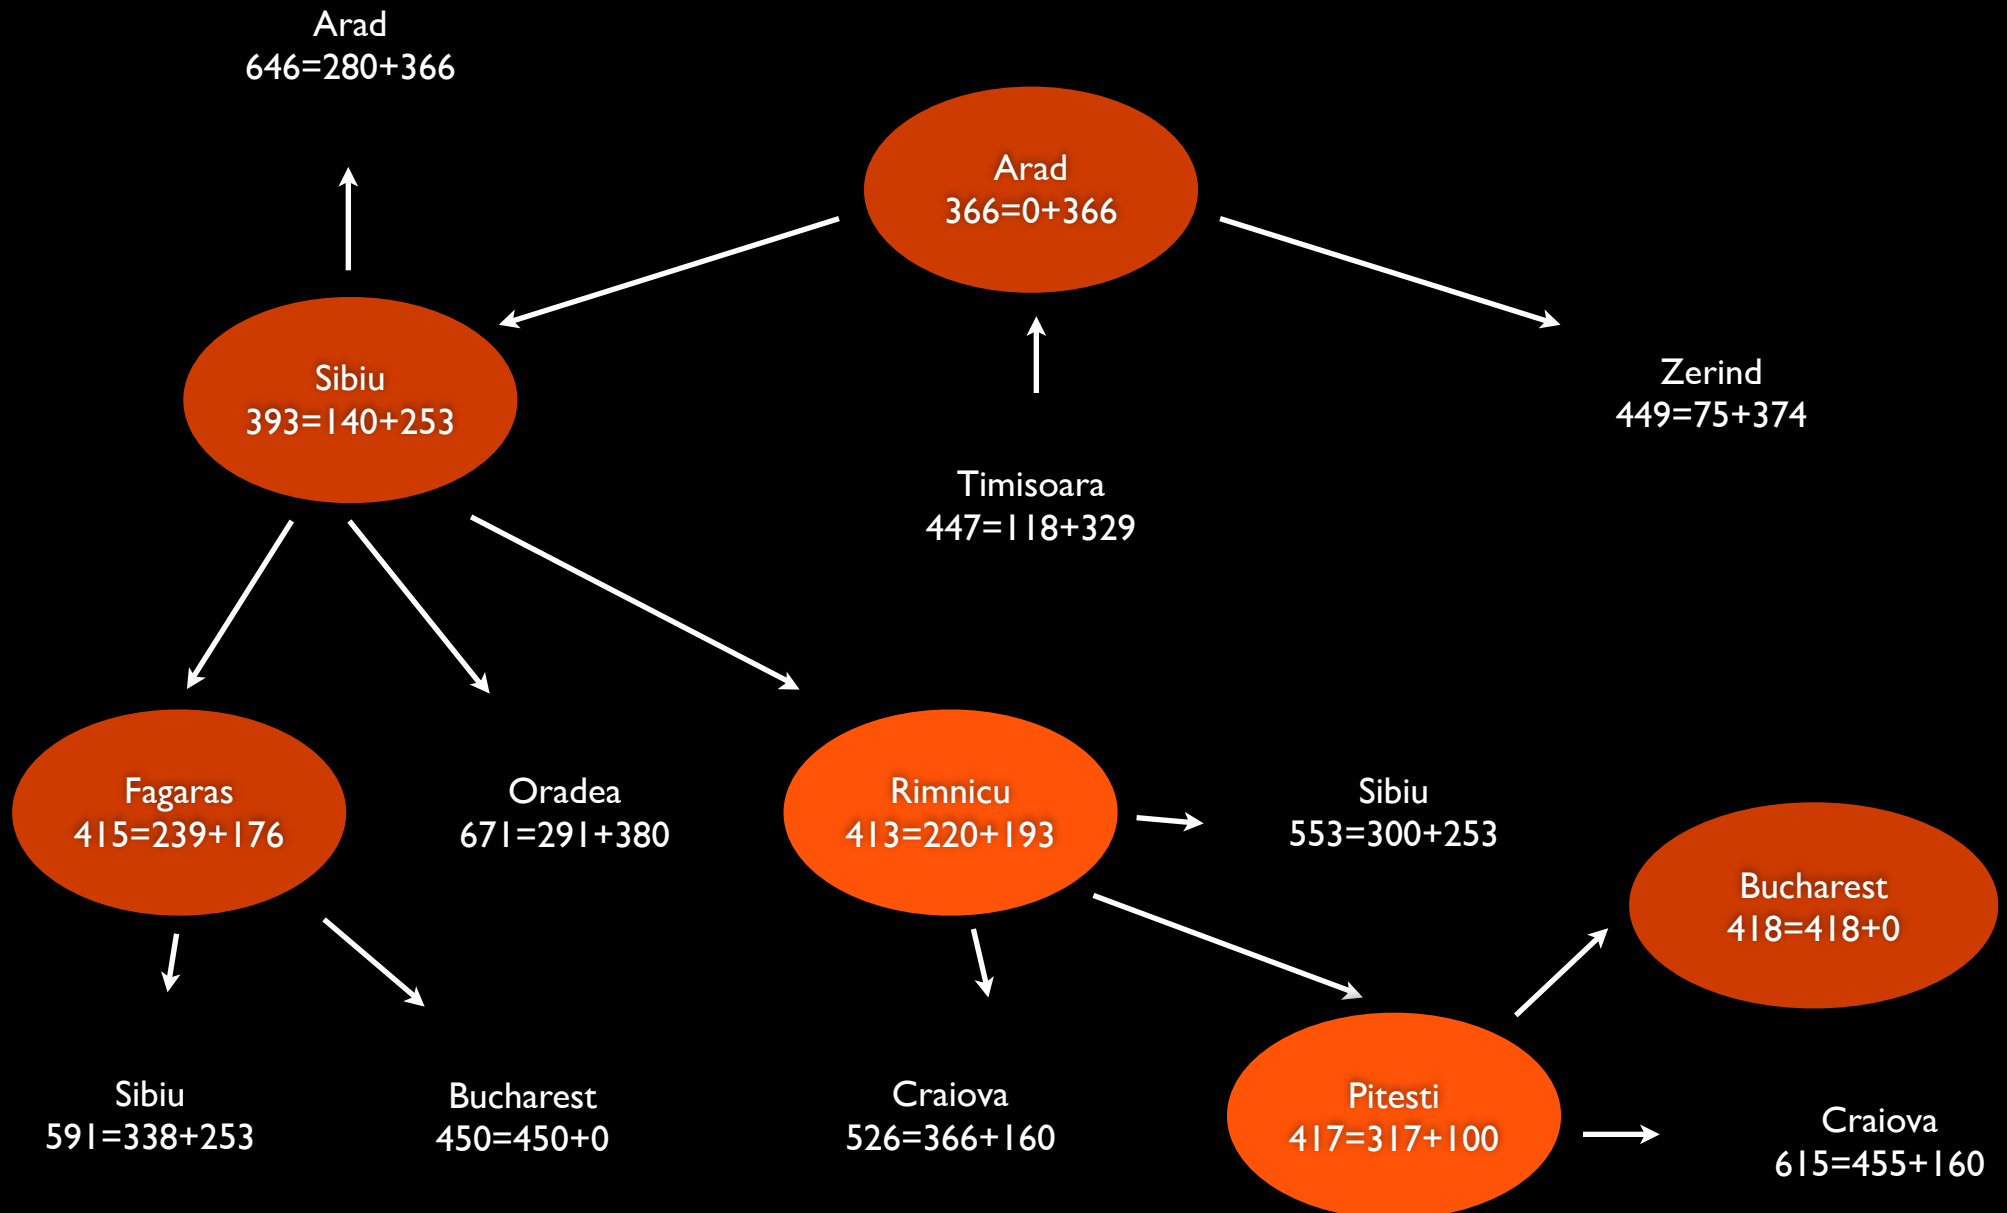 Arad
646=280+366
Arad
366=0+366
Sibiu
393=140+253
Zerind
449=75+374
Timisoara
447=118+329
Fagaras
415=239+176
Oradea
671=291+380
Rimnicu
413=220+193
Sibiu
553=300+253
Bucharest
418=418+0
Sibiu
591=338+253
Bucharest
450=450+0
Craiova
526=366+160
Pitesti
417=317+100
Craiova
615=455+160